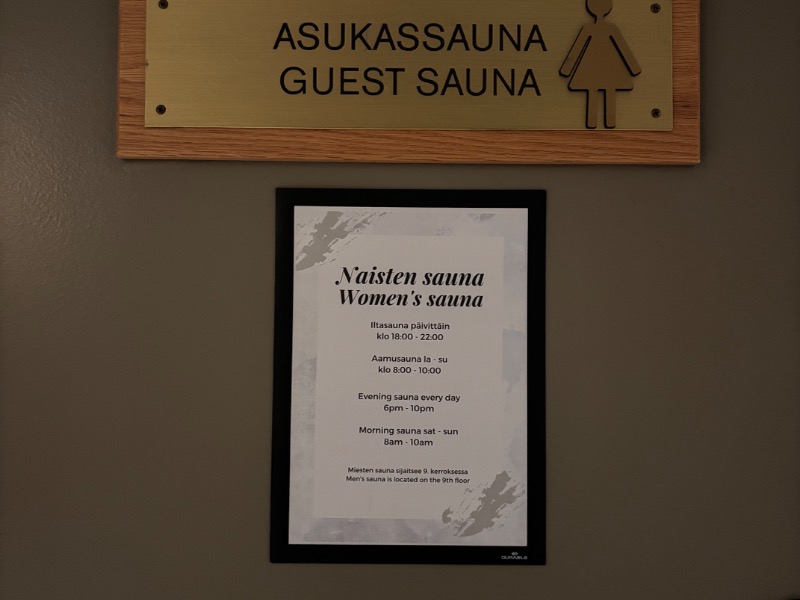 ASUKASSAUNA
GUEST SAUNA
Naisten sauna
Women's sauna
Iltasauna päivittäin
klo 18:00 - 22:00
Aamusauna la - su
klo 8:00 - 10:00
Evening sauna every day
6pm - 10pm
Morning sauna sat - sun
8am - 10am
Miesten sauna sijaitsee 9. kerroksessa
Men's sauna is located on the 9th floor
DURABLE